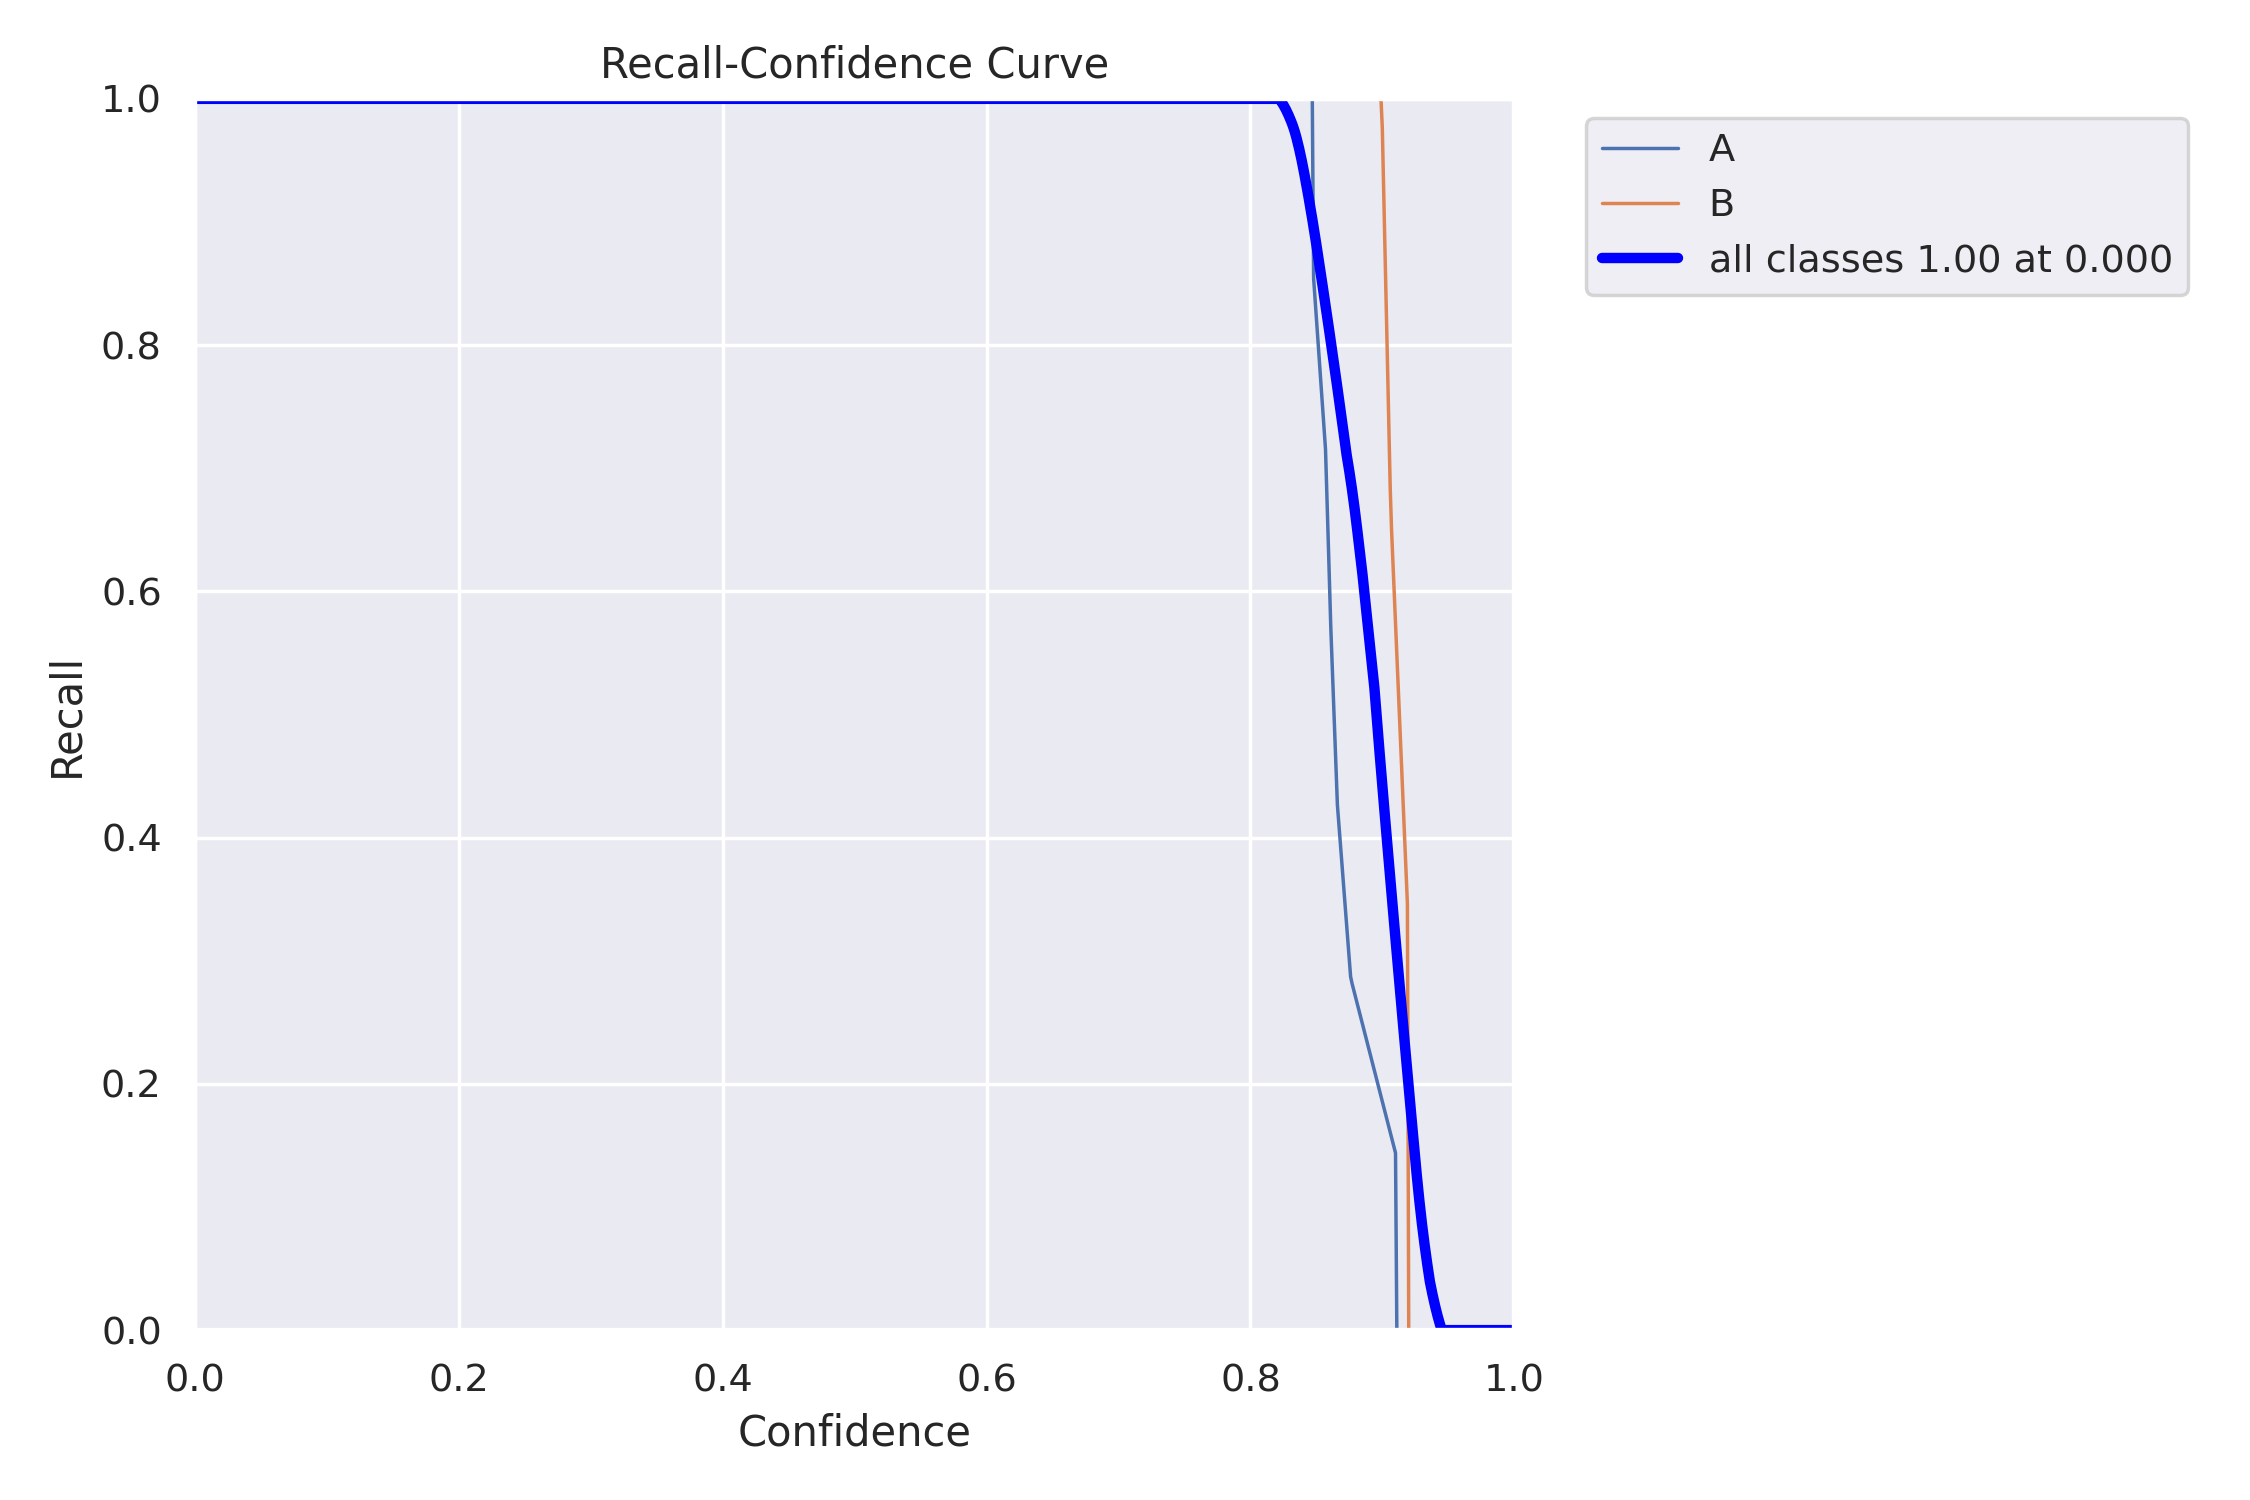 Recall-Confidence Curve
1.0
0.8
0.6
0.4
0.2
0.0
Recall
0.0 0.2 0.4 0.6 0.8 1.0
Confidence
A
B
all classes 1.00 at 0.000